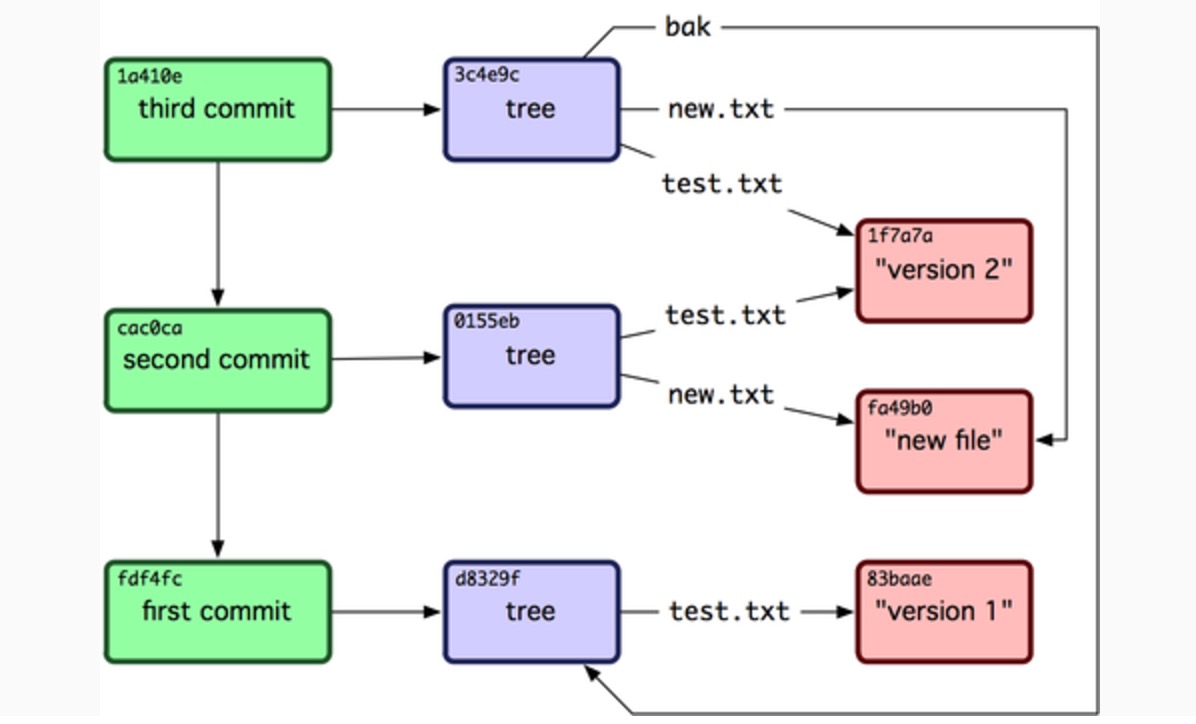 bak
1a410e
third commit
3c4e9c
tree
new.txt
test.txt
1f7a7a
"version 2"
cac0ca
second commit
0155eb
tree
test.txt
new.txt
fa49b0
"new file"
fdf4fc
first commit
d8329f
tree
test.txt
83baae
"version 1"